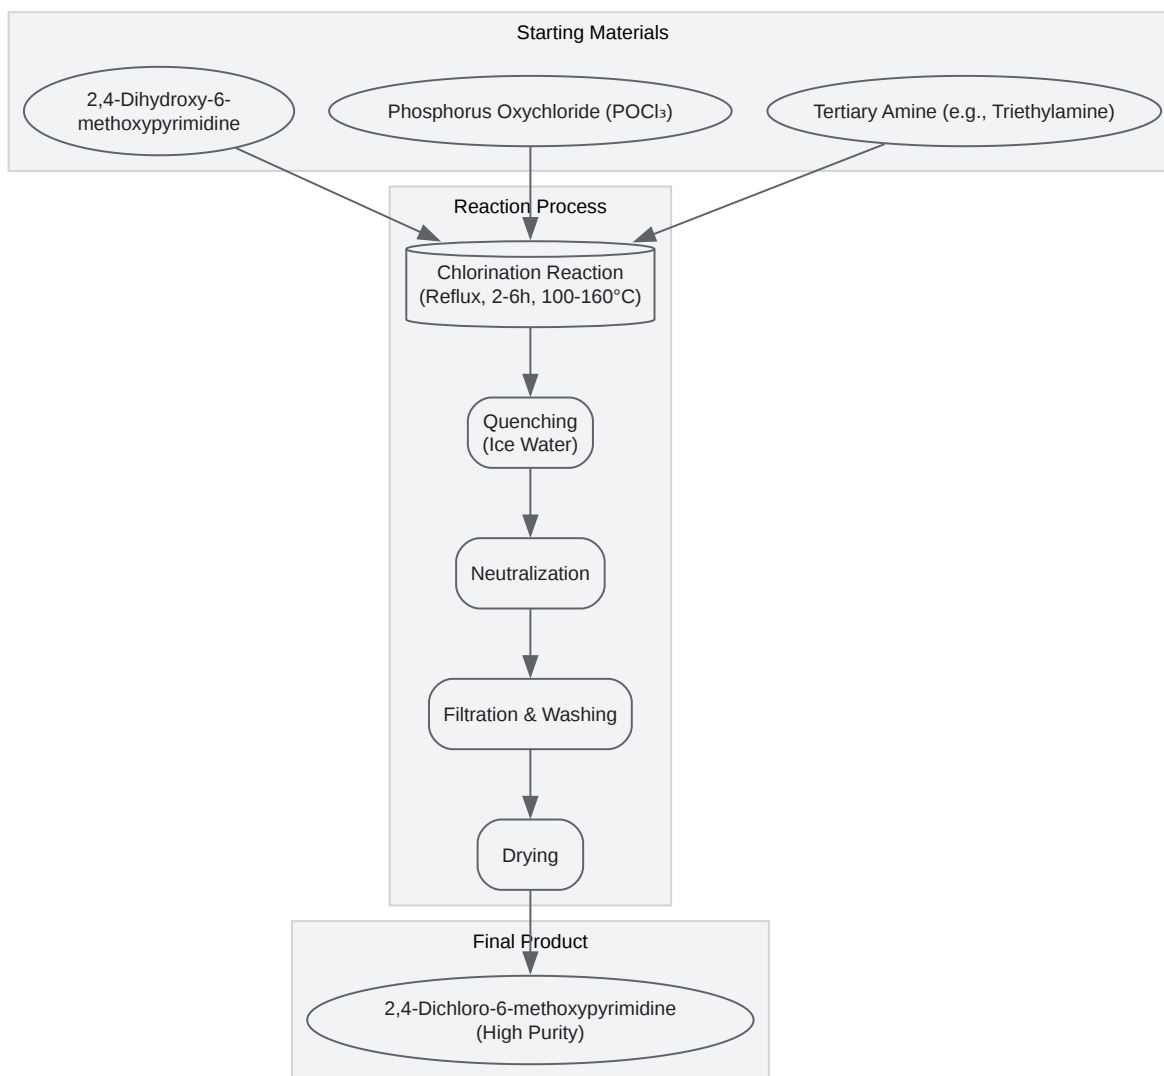 Starting Materials
2,4-Dihydroxy-6-
methoxypyrimidine
Phosphorus Oxychloride (POCl₃)
Tertiary Amine (e.g., Triethylamine)
Reaction Process
Chlorination Reaction
(Reflux, 2-6h, 100-160°C)
Quenching
(Ice Water)
Neutralization
Filtration & Washing
Drying
Final Product
2,4-Dichloro-6-methoxypyrimidine
(High Purity)